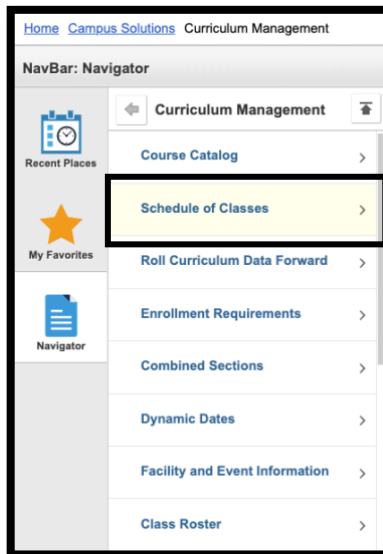 Home Campus Solutions Curriculum Management
NavBar: Navigator
Curriculum Management
Recent Places
My Favorites
Navigator
Course Catalog
Schedule of Classes
Roll Curriculum Data Forward
Enrollment Requirements
Combined Sections
Dynamic Dates
Facility and Event Information
Class Roster